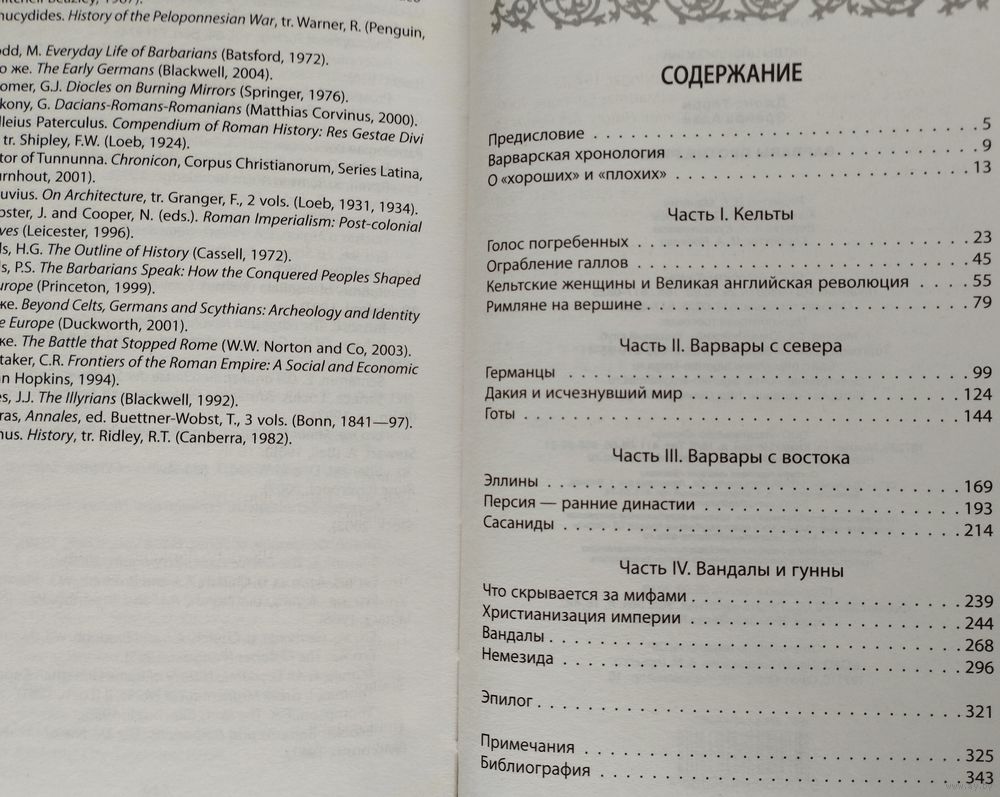 hucydides. History of the Peloponnesian War, tr. Warner, R. (Penguin,
odd, M. Everyday Life of Barbarians (Batsford, 1972).
о же. The Early Germans (Blackwell, 2004).
omer, G.J. Diocles on Burning Mirrors (Springer, 1976).
kony, G. Dacians-Romans-Romanians (Matthias Corvinus, 2000).
lleius Paterculus. Compendium of Roman History: Res Gestae Divi
tr. Shipley, F.W. (Loeb, 1924).
tor of Tunnunna. Chronicon, Corpus Christianorum, Series Latina,
urnhout, 2001).
uvius. On Architecture, tr. Granger, F., 2 vols. (Loeb, 1931, 1934).
bster, J. and Cooper, N. (eds.). Roman Imperialism: Post-colonial
ves (Leicester, 1996).
ls, H.G. The Outline of History (Cassell, 1972).
ls, P.S. The Barbarians Speak: How the Conquered Peoples Shaped
urope (Princeton, 1999).
же. Beyond Celts, Germans and Scythians: Archeology and Identity
e Europe (Duckworth, 2001).
же. The Battle that Stopped Rome (W.W. Norton and Co, 2003).
taker, C.R. Frontiers of the Roman Empire: A Social and Economic
n Hopkins, 1994).
es, J.J. The Illyrians (Blackwell, 1992).
ras, Annales, ed. Buettner-Wobst, T., 3 vols. (Bonn, 1841—97).
mus. History, tr. Ridley, R.T. (Canberra, 1982).
СОДЕРЖАНИЕ
Предисловие . . . . . . . . . . 5
Варварская хронология . . . . . . . . . . 9
О «хороших» и «плохих» . . . . . . . . . . 13
Часть I. Кельты
Голос погребенных . . . . . . . . . . 23
Ограбление галлов . . . . . . . . . . 45
Кельтские женщины и Великая английская революция . . . . 55
Римляне на вершине . . . . . . . . . . 79
Часть II. Варвары с севера
Германцы . . . . . . . . . . 99
Дакия и исчезнувший мир . . . . . . . . . . 124
Готы . . . . . . . . . . 144
Часть III. Варвары с востока
Эллины . . . . . . . . . . 169
Персия — ранние династии . . . . . . . . . . 193
Сасаниды . . . . . . . . . . 214
Часть IV. Вандалы и гунны
Что скрывается за мифами . . . . . . . . . . 239
Христианизация империи . . . . . . . . . . 244
Вандалы . . . . . . . . . . 268
Немезида . . . . . . . . . . 296
Эпилог . . . . . . . . . . 321
Примечания . . . . . . . . . . 325
Библиография . . . . . . . . . . 343
www.ay.by